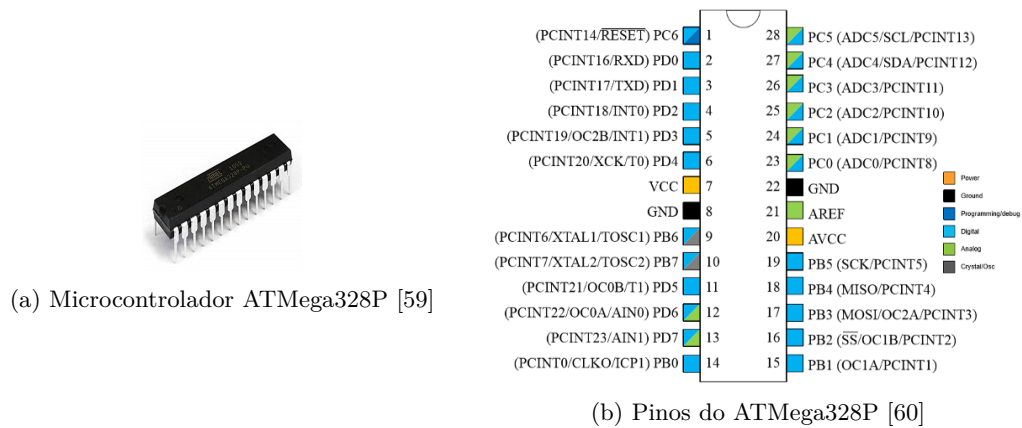 ATMEGA328P-PU
(a) Microcontrolador ATMega328P [59]
(PCINT14/RESET) PC6 1
(PCINT16/RXD) PD0 2
(PCINT17/TXD) PD1 3
(PCINT18/INT0) PD2 4
(PCINT19/OC2B/INT1) PD3 5
(PCINT20/XCK/T0) PD4 6
VCC 7
GND 8
(PCINT6/XTAL1/TOSC1) PB6 9
(PCINT7/XTAL2/TOSC2) PB7 10
(PCINT21/OC0B/T1) PD5 11
(PCINT22/OC0A/AIN0) PD6 12
(PCINT23/AIN1) PD7 13
(PCINT0/CLKO/ICP1) PB0 14
28 PC5 (ADC5/SCL/PCINT13)
27 PC4 (ADC4/SDA/PCINT12)
26 PC3 (ADC3/PCINT11)
25 PC2 (ADC2/PCINT10)
24 PC1 (ADC1/PCINT9)
23 PC0 (ADC0/PCINT8)
22 GND
21 AREF
20 AVCC
19 PB5 (SCK/PCINT5)
18 PB4 (MISO/PCINT4)
17 PB3 (MOSI/OC2A/PCINT3)
16 PB2 (SS/OC1B/PCINT2)
15 PB1 (OC1A/PCINT1)
Power
Ground
Programming/debug
Digital
Analog
Crystal/Osc
(b) Pinos do ATMega328P [60]